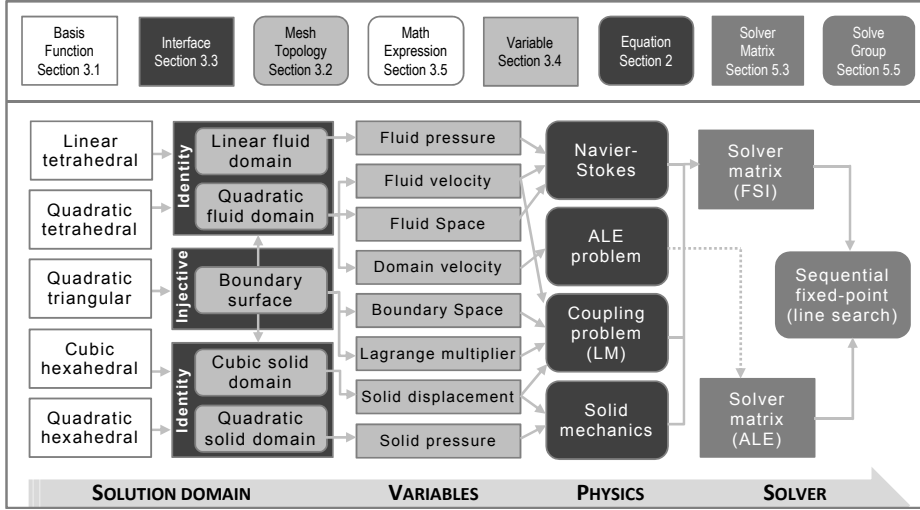 Basis
Function
Section 3.1
Interface
Section 3.3
Mesh
Topology
Section 3.2
Math
Expression
Section 3.5
Variable
Section 3.4
Equation
Section 2
Solver
Matrix
Section 5.3
Solve
Group
Section 5.5
Linear
tetrahedral
Quadratic
tetrahedral
Quadratic
triangular
Cubic
hexahedral
Quadratic
hexahedral
Identity
Linear fluid
domain
Quadratic
fluid domain
Injective
Boundary
surface
Identity
Cubic solid
domain
Quadratic
solid domain
Fluid pressure
Fluid velocity
Fluid Space
Domain velocity
Boundary Space
Lagrange multiplier
Solid displacement
Solid pressure
Navier-
Stokes
ALE
problem
Coupling
problem
(LM)
Solid
mechanics
Solver
matrix
(FSI)
Solver
matrix
(ALE)
Sequential
fixed-point
(line search)
SOLUTION DOMAIN
VARIABLES
PHYSICS
SOLVER